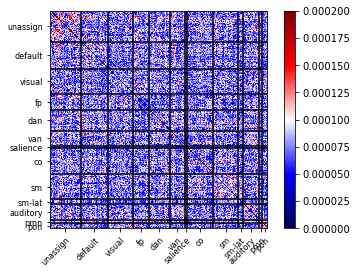 unassign
default
visual
fp
dan
van
salience
co
sm
sm-lat
auditory
pmn
pon
unassign
default
visual
fp
dan
van
salience
co
sm
sm-lat
auditory
0.000200
0.000175
0.000150
0.000125
0.000100
0.000075
0.000050
0.000025
0.000000